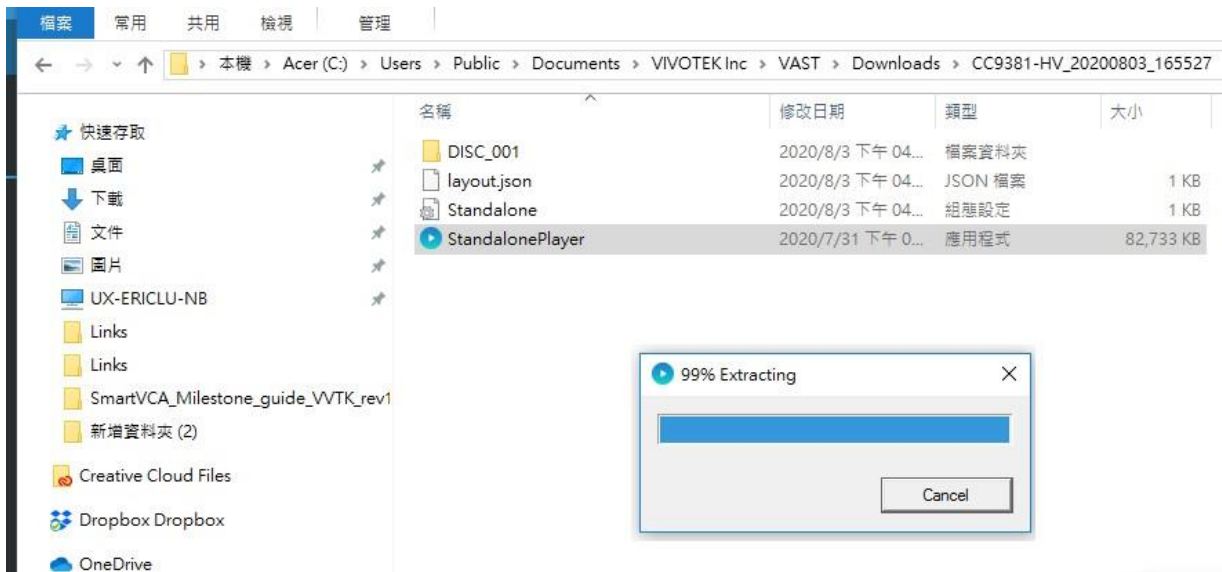 檔案 常用 共用 檢視 管理
本機 › Acer (C:) › Users › Public › Documents › VIVOTEK Inc › VAST › Downloads › CC9381-HV_20200803_165527
名稱 修改日期 類型 大小
快速存取
桌面
下載
文件
圖片
UX-ERICLU-NB
Links
Links
SmartVCA_Milestone_guide_VVTK_rev1
新增資料夾 (2)
Creative Cloud Files
Dropbox Dropbox
OneDrive
DISC_001 2020/8/3 下午 04... 檔案資料夾
layout.json 2020/8/3 下午 04... JSON 檔案 1 KB
Standalone 2020/8/3 下午 04... 組態設定 1 KB
StandalonePlayer 2020/7/31 下午 0... 應用程式 82,733 KB
99% Extracting
Cancel